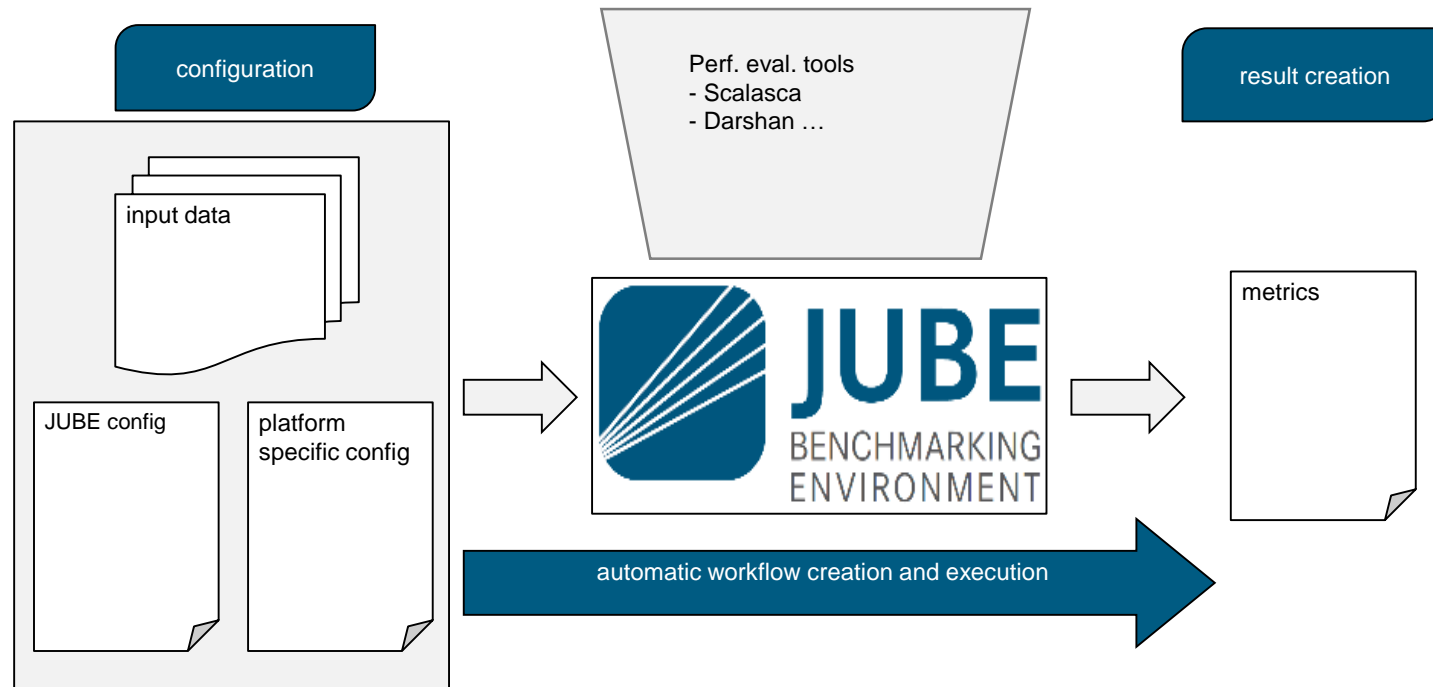 configuration
Perf. eval. tools
- Scalasca
- Darshan …
result creation
input data
JUBE config
platform
specific config
JUBE
BENCHMARKING
ENVIRONMENT
metrics
automatic workflow creation and execution